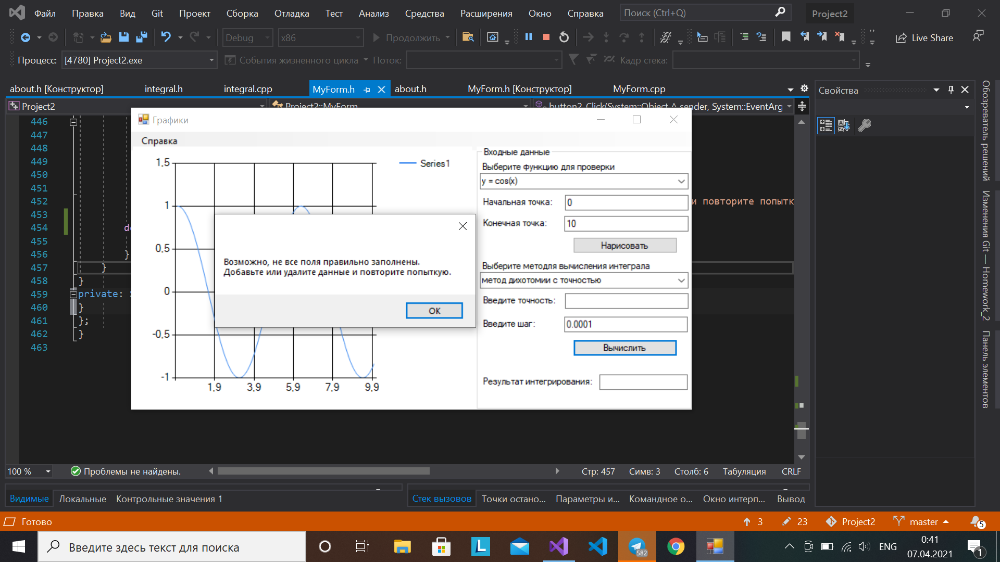 Файл Правка Вид Git Проект Сборка Отладка Тест Анализ Средства Расширения Окно Справка Поиск (Ctrl+Q) Project2
Debug x86 Продолжить Live Share
Процесс: [4780] Project2.exe События жизненного цикла Поток: Кадр стека:
about.h [Конструктор] integral.h integral.cpp MyForm.h about.h MyForm.h [Конструктор] MyForm.cpp
Project2 Project2::MyForm button2_Click(System::Object ^ sender, System::EventArg
Свойства
Обозреватель решений
Изменения Git — Homework_2
Панель элементов
446
447
448
449
450
451
452 и повторите попытк
453
454 de
455
456 }
457 }
458 }
459 private: S
460 }
461 };
462 }
463
Графики
Справка
1,5
1
0,5
0
-0,5
-1
1,9 3,9 5,9 7,9 9,9
Series1
Возможно, не все поля правильно заполнены.
Добавьте или удалите данные и повторите попыткую.
OK
Входные данные
Выберите функцию для проверки
y = cos(x)
Начальная точка: 0
Конечная точка: 10
Нарисовать
Выберите методля вычисления интеграла
метод дихотомии с точностью
Введите точность:
Введите шаг: 0.0001
Вычислить
Результат интегрирования:
100 % Проблемы не найдены. Стр: 457 Симв: 3 Столб: 6 Табуляция CRLF
Видимые Локальные Контрольные значения 1 Стек вызовов Точки остано... Параметры и... Командное о... Окно интерп... Вывод
Готово 3 23 Project2 master 5
Введите здесь текст для поиска L 582 ENG 0:41
07.04.2021 1